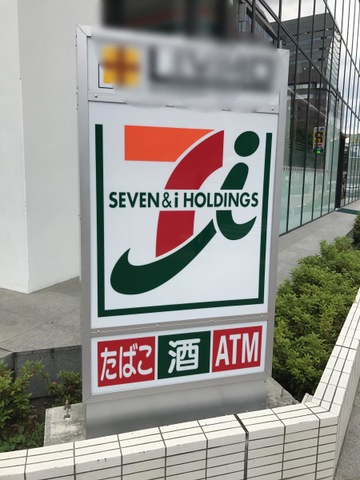 SEVEN & i HOLDINGS
たばこ 酒 ATM